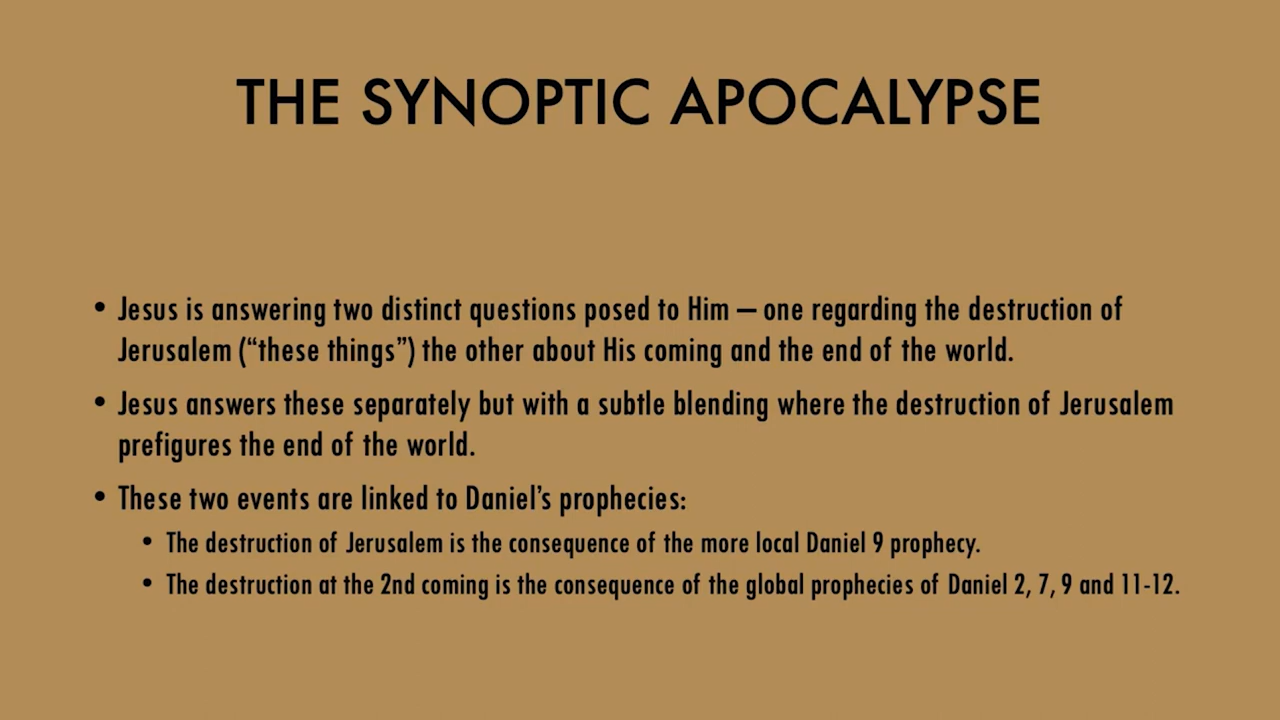 THE SYNOPTIC APOCALYPSE
• Jesus is answering two distinct questions posed to Him – one regarding the destruction of
Jerusalem (“these things”) the other about His coming and the end of the world.
• Jesus answers these separately but with a subtle blending where the destruction of Jerusalem
prefigures the end of the world.
• These two events are linked to Daniel’s prophecies:
• The destruction of Jerusalem is the consequence of the more local Daniel 9 prophecy.
• The destruction at the 2nd coming is the consequence of the global prophecies of Daniel 2, 7, 9 and 11-12.